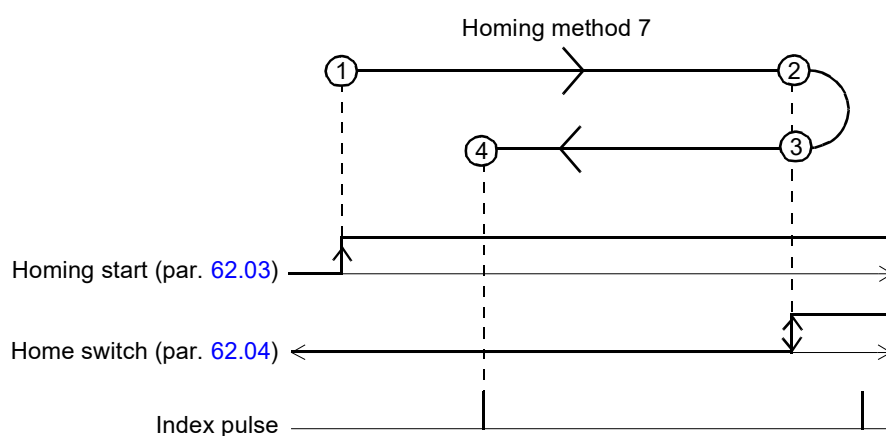 Homing method 7
1
2
4
3
Homing start (par. 62.03)
Home switch (par. 62.04)
Index pulse